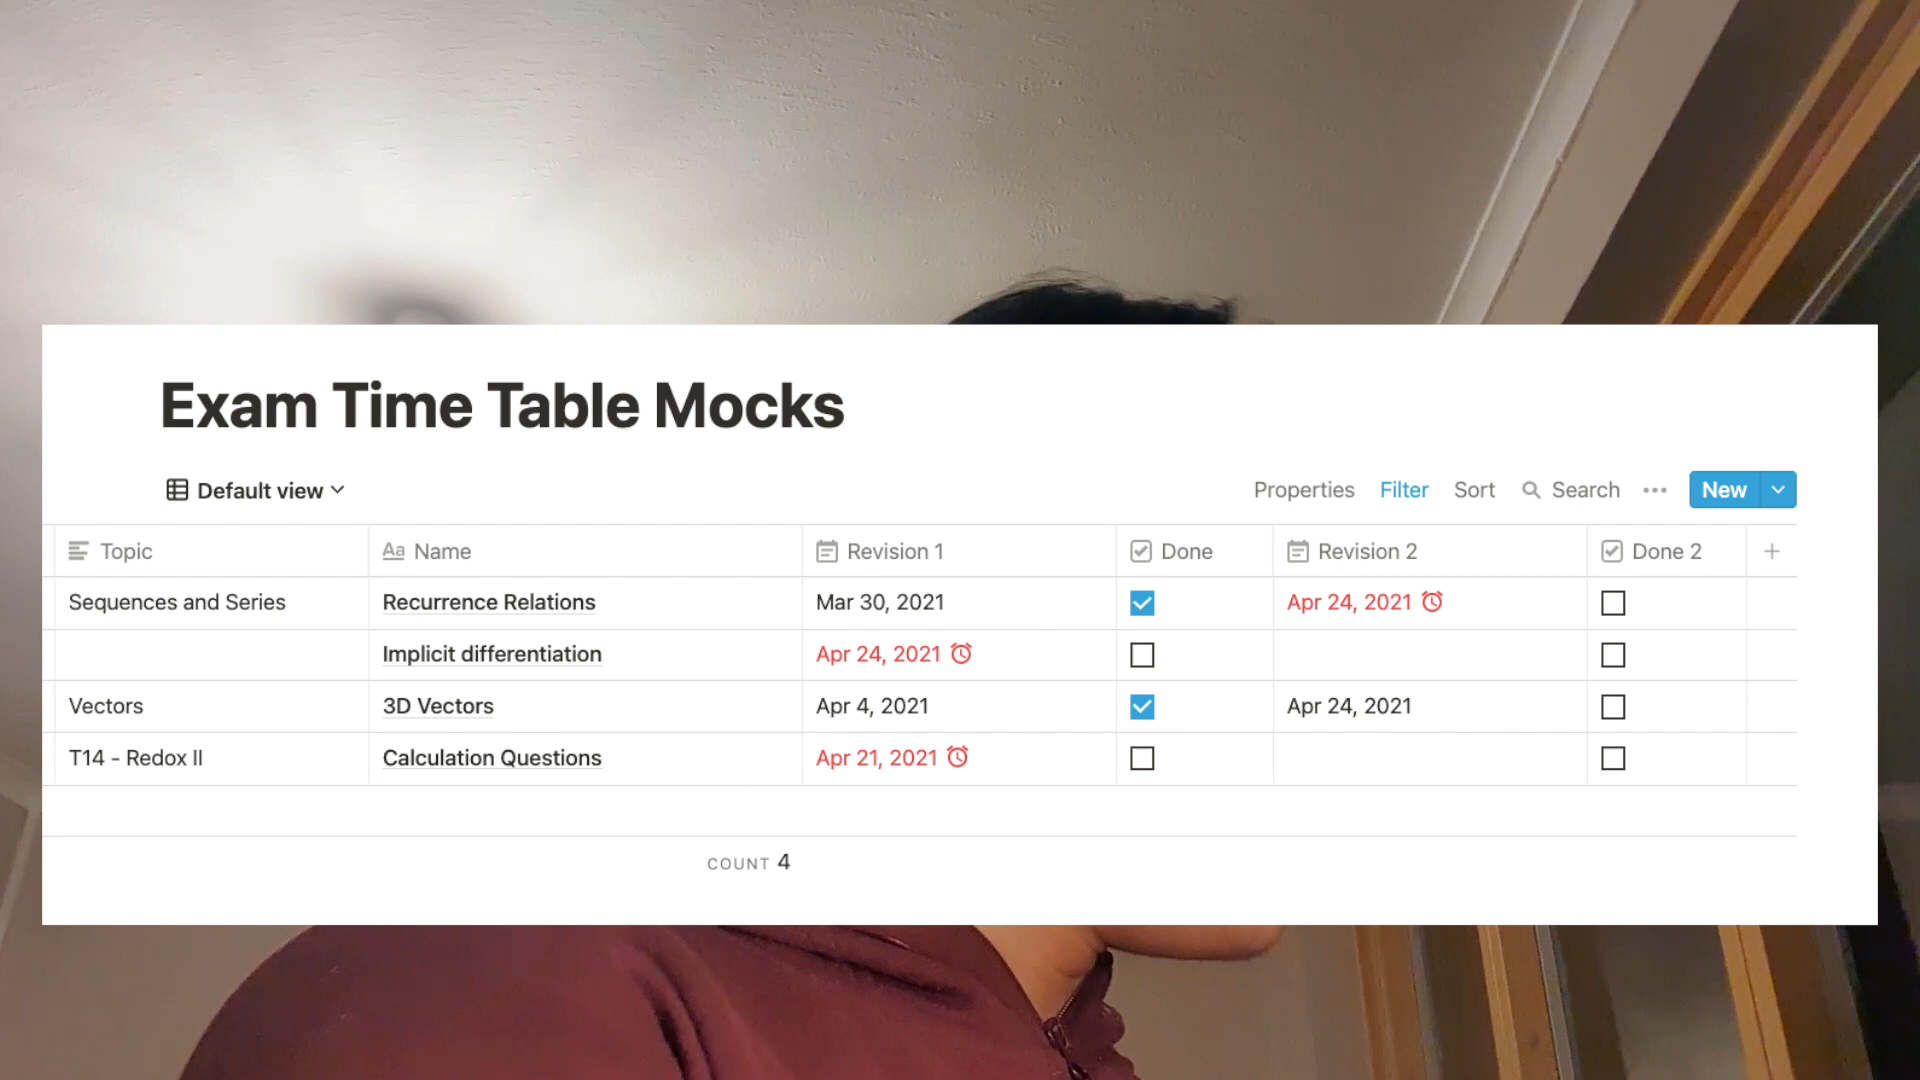 Exam Time Table Mocks
Default view
Properties Filter Sort Search New
Topic Aa Name Revision 1 Done Revision 2 Done 2
Sequences and Series Recurrence Relations Mar 30, 2021 Apr 24, 2021
Implicit differentiation Apr 24, 2021
Vectors 3D Vectors Apr 4, 2021 Apr 24, 2021
T14 - Redox II Calculation Questions Apr 21, 2021
COUNT 4